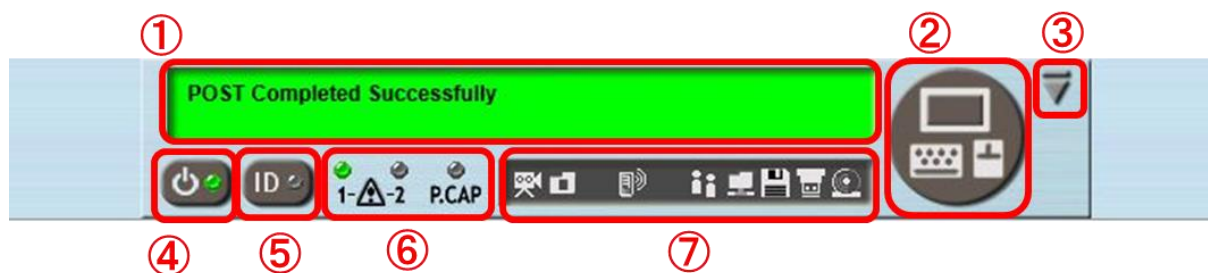 ① ② ③
POST Completed Successfully
ID
1- -2 P.CAP
④ ⑤ ⑥ ⑦